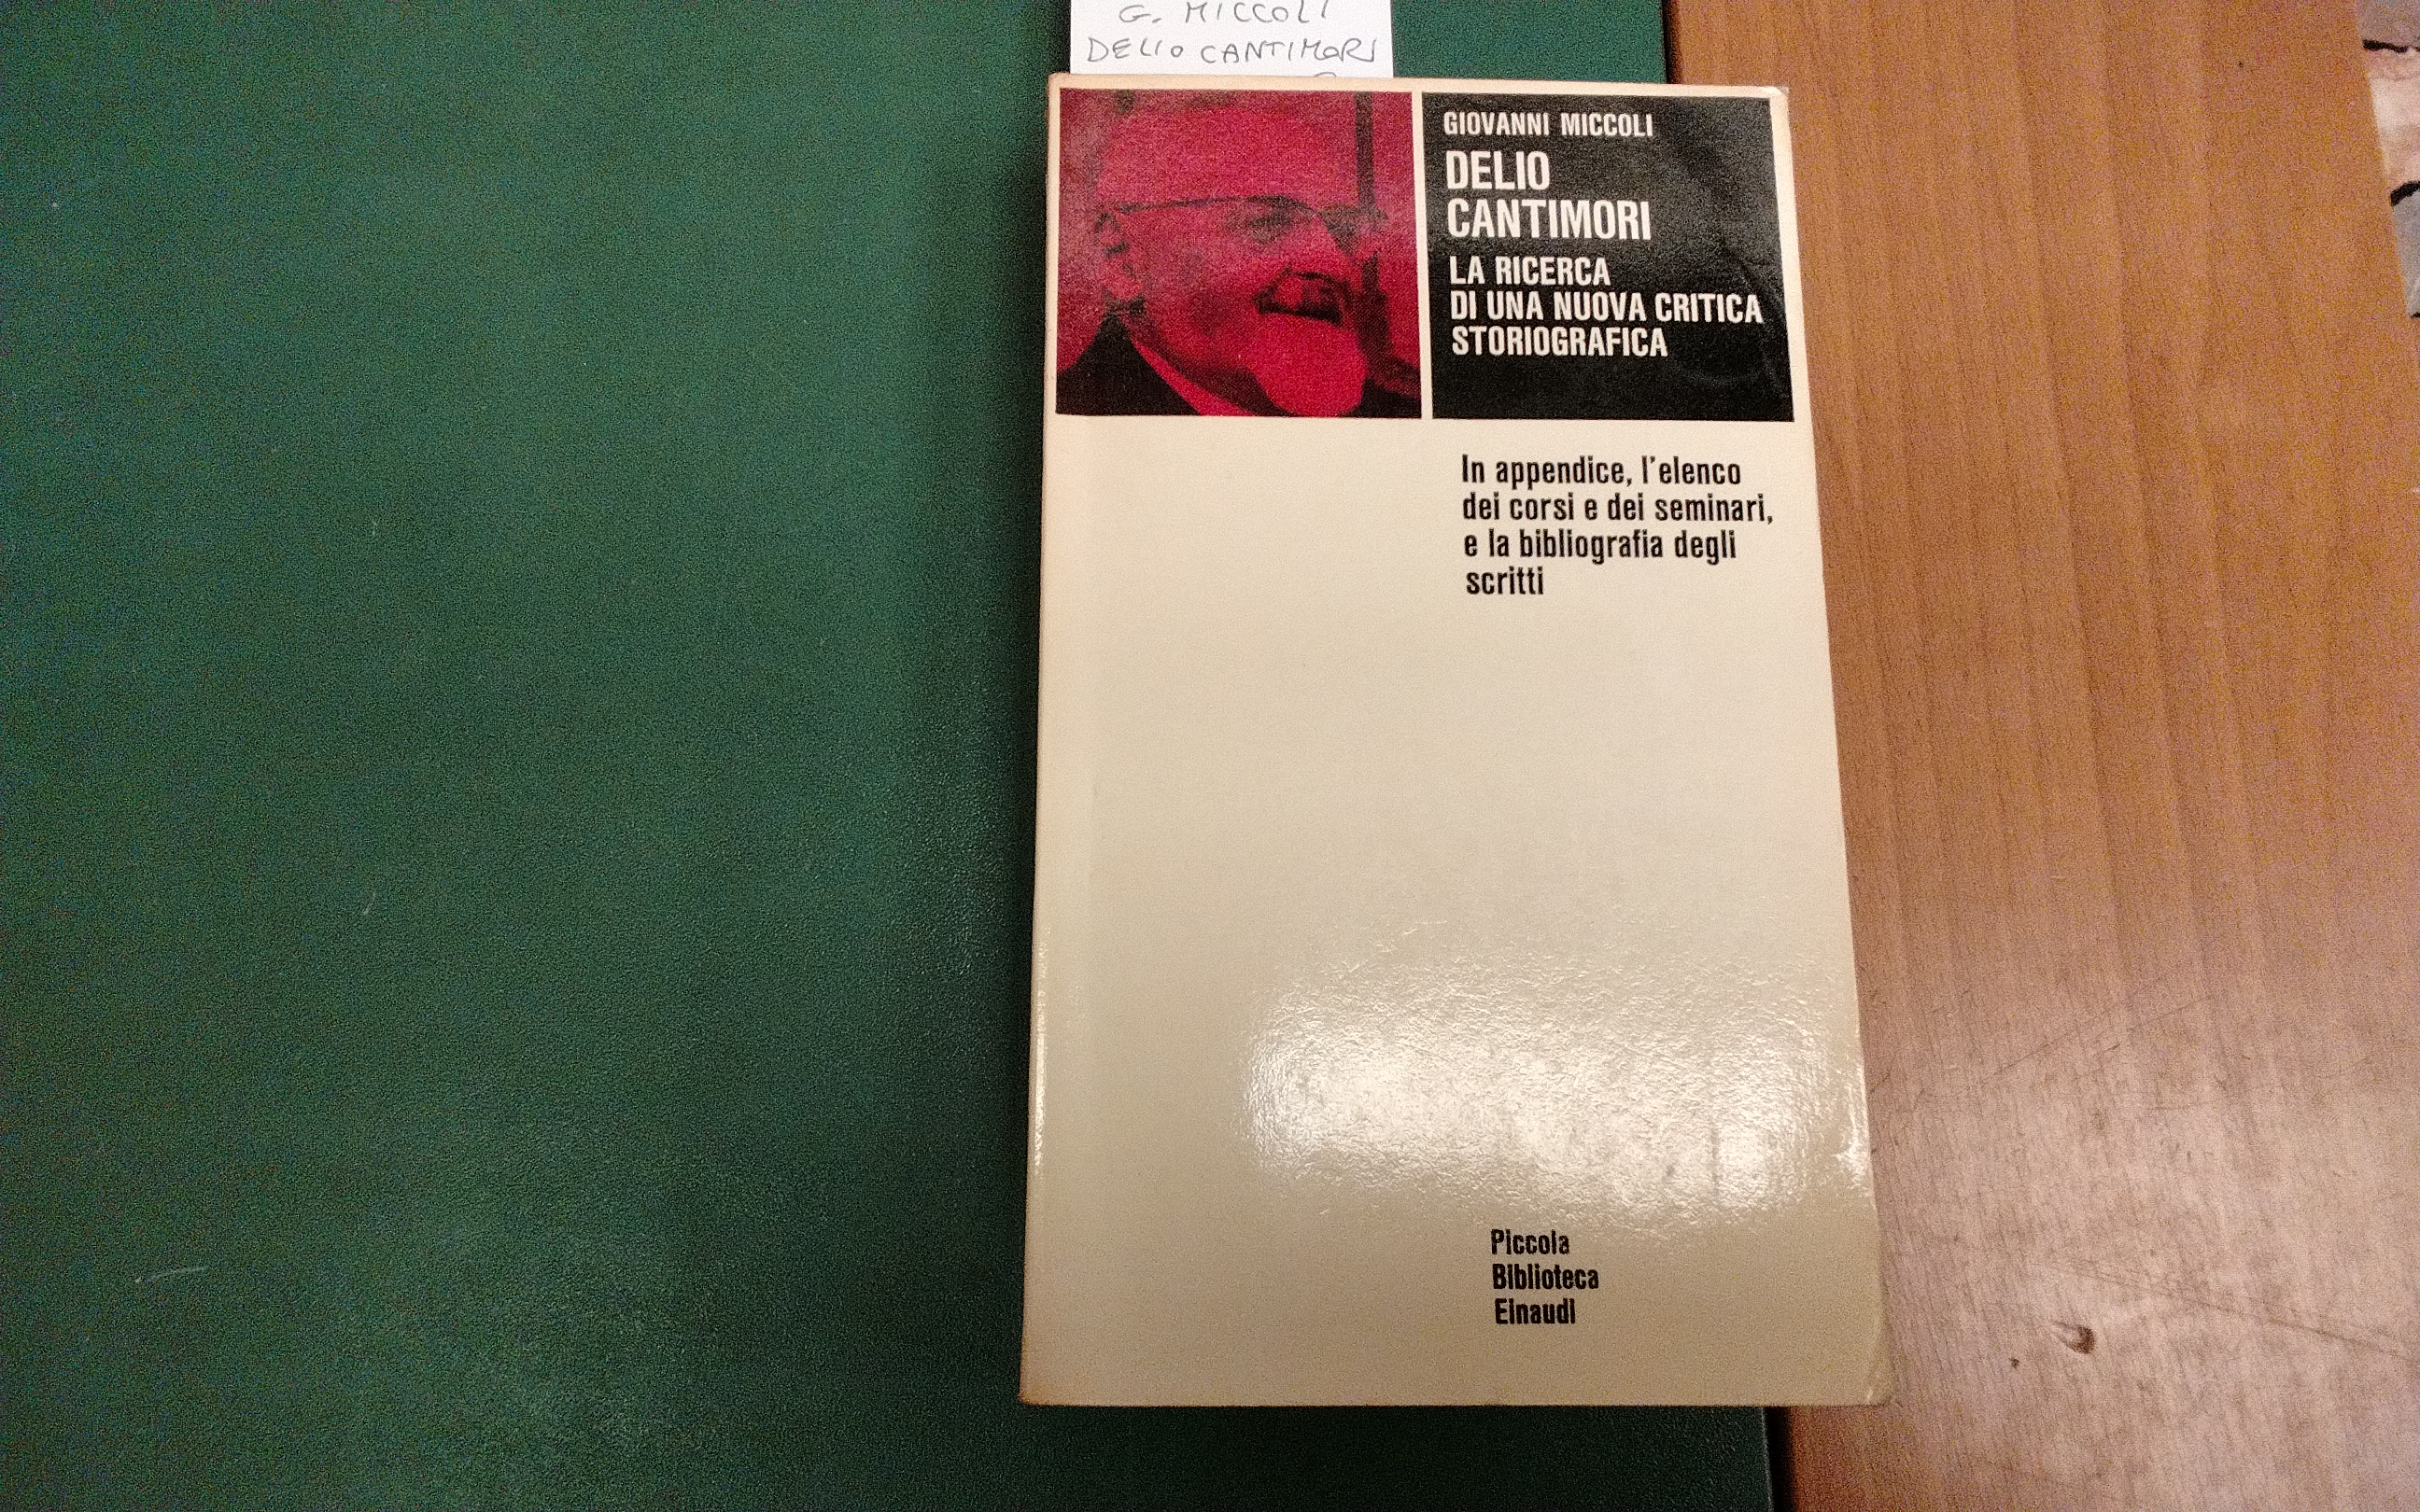 G. MICCOLI
DELIO CANTIMORI
GIOVANNI MICCOLI
DELIO
CANTIMORI
LA RICERCA
DI UNA NUOVA CRITICA
STORIOGRAFICA
In appendice, l'elenco
dei corsi e dei seminari,
e la bibliografia degli
scritti
Piccola
Biblioteca
Einaudi